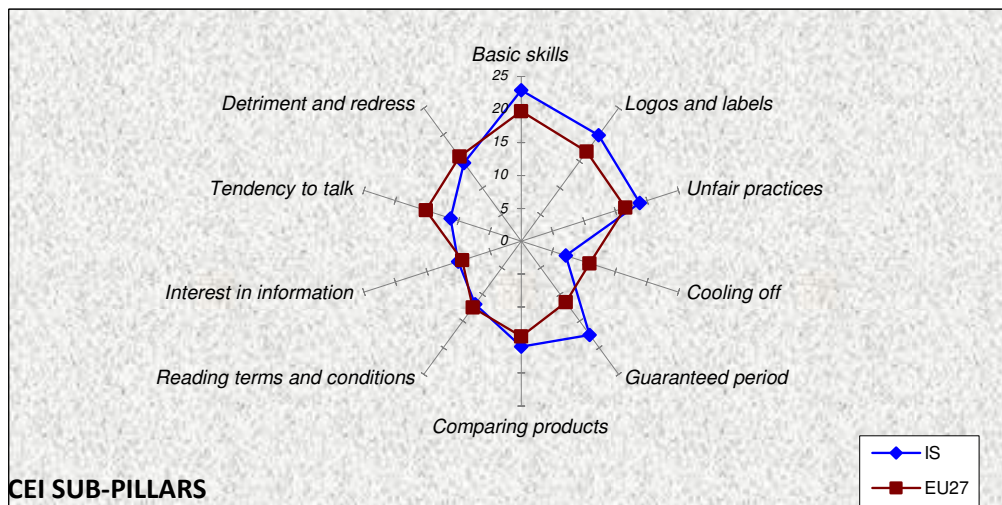 Basic skills
25
Detriment and redress
20
Logos and labels
15
10
Tendency to talk
Unfair practices
5
0
Interest in information
Cooling off
Reading terms and conditions
Guaranteed period
Comparing products
IS
CEI SUB-PILLARS
EU27